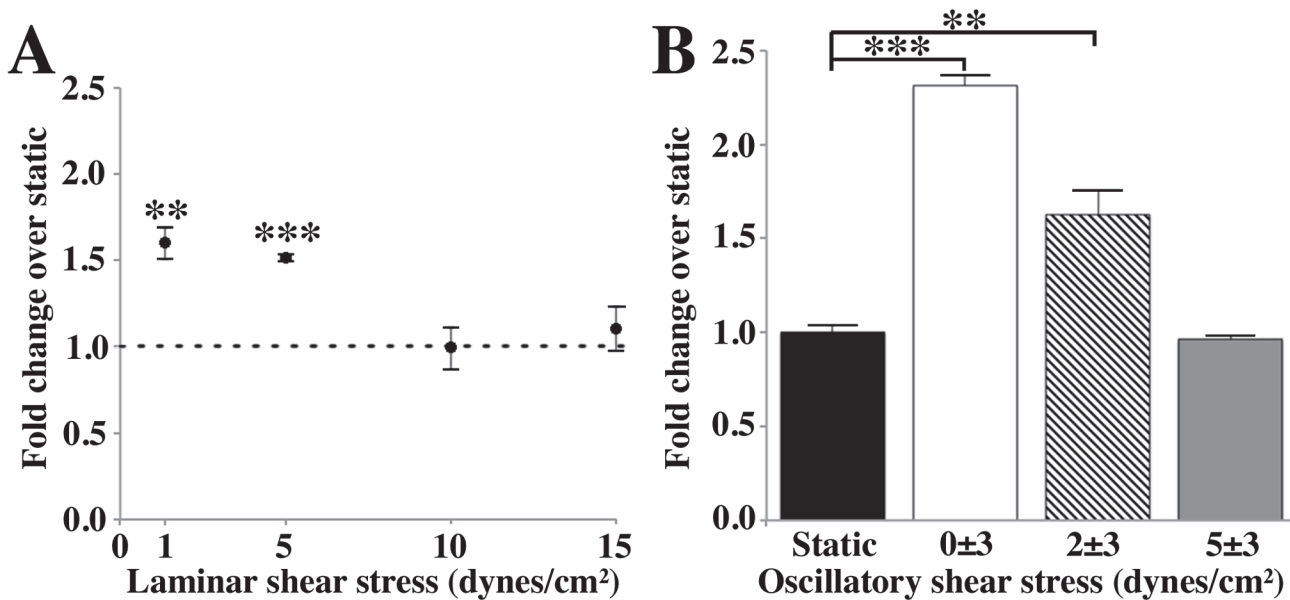 A
Fold change over static
2.5
2.0
1.5
1.0
0.5
0.0
**
***
0 1 5 10 15
Laminar shear stress (dynes/cm²)
B
Fold change over static
2.5
2.0
1.5
1.0
0.5
0.0
**
***
Static 0±3 2±3 5±3
Oscillatory shear stress (dynes/cm²)